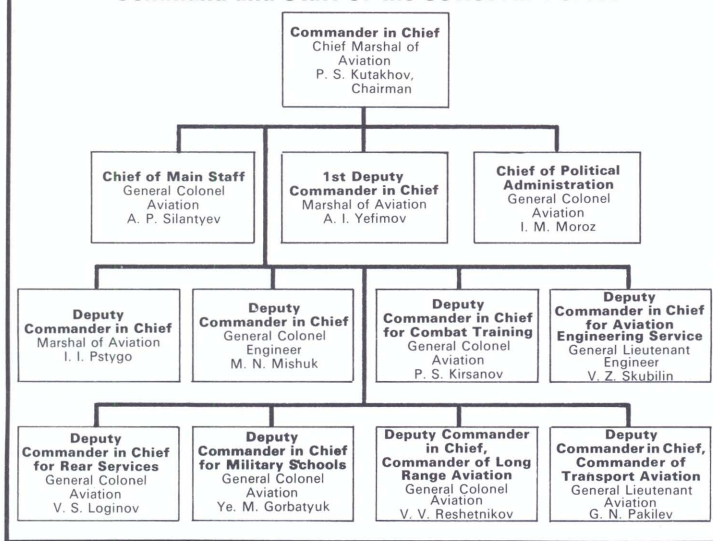 Commander in Chief
Chief Marshal of
Aviation
P. S. Kutakhov,
Chairman
Chief of Main Staff
General Colonel
Aviation
A. P. Silantyev
1st Deputy
Commander in Chief
Marshal of Aviation
A. I. Yefimov
Chief of Political
Administration
General Colonel
Aviation
I. M. Moroz
Deputy
Commander in Chief
Marshal of Aviation
I. I. Pstygo
Deputy
Commander in Chief
General Colonel
Engineer
M. N. Mishuk
Deputy
Commander in Chief
for Combat Training
General Colonel
Aviation
P. S. Kirsanov
Deputy
Commander in Chief
for Aviation
Engineering Service
General Lieutenant
Engineer
V. Z. Skubilin
Deputy
Commander in Chief
for Rear Services
General Colonel
Aviation
V. S. Loginov
Deputy
Commander in Chief
for Military Schools
General Colonel
Aviation
Ye. M. Gorbatyuk
Deputy Commander
in Chief,
Commander of Long
Range Aviation
General Colonel
Aviation
V. V. Reshetnikov
Deputy
Commander in Chief,
Commander of
Transport Aviation
General Lieutenant
Aviation
G. N. Pakilev